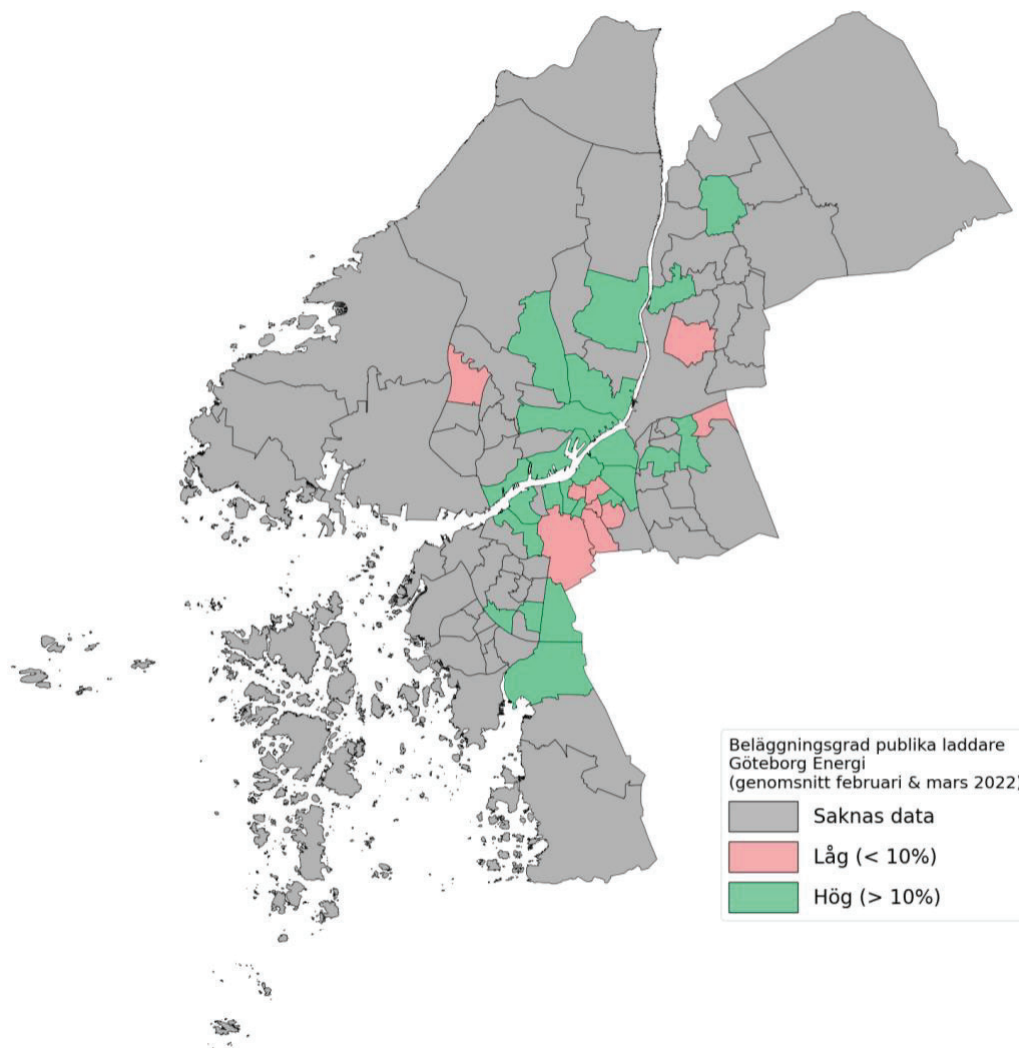 Beläggningsgrad publika laddare
Göteborg Energi
(genomsnitt februari & mars 2022)
Saknas data
Låg (< 10%)
Hög (> 10%)